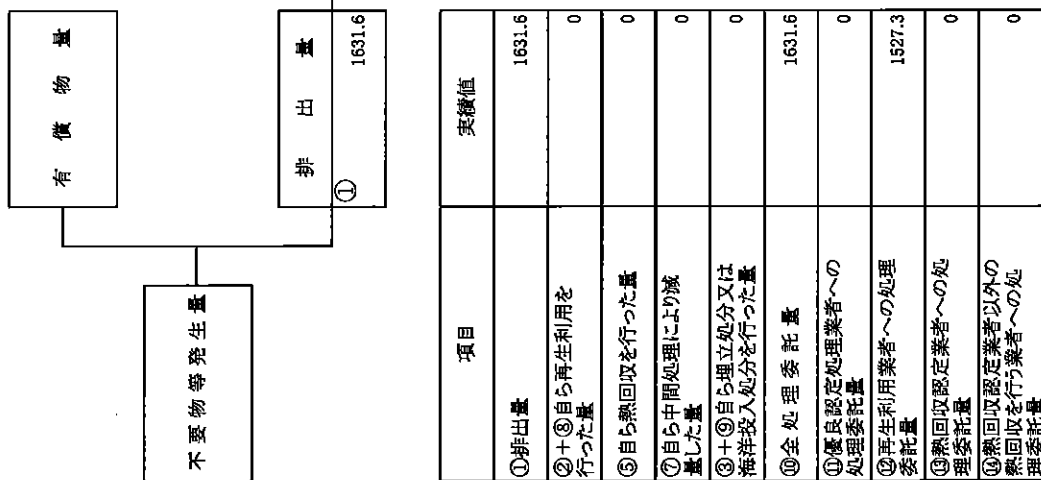 有償物量
不要物等発生量
排出量
①
1631.6
項目
実績値
①排出量
1631.6
②+⑧自ら再生利用を
行った量
0
⑤自ら熱回収を行った量
0
⑦自ら中間処理により減
量した量
0
③+⑨自ら埋立処分又は
海洋投入処分を行った量
0
⑩全処理委託量
1631.6
⑪優良認定処理業者への
処理委託量
0
⑫再生利用業者への処理
委託量
1527.3
⑬熱回収認定業者への処
理委託量
0
⑭熱回収認定業者以外の
熱回収を行う業者への処
理委託量
0